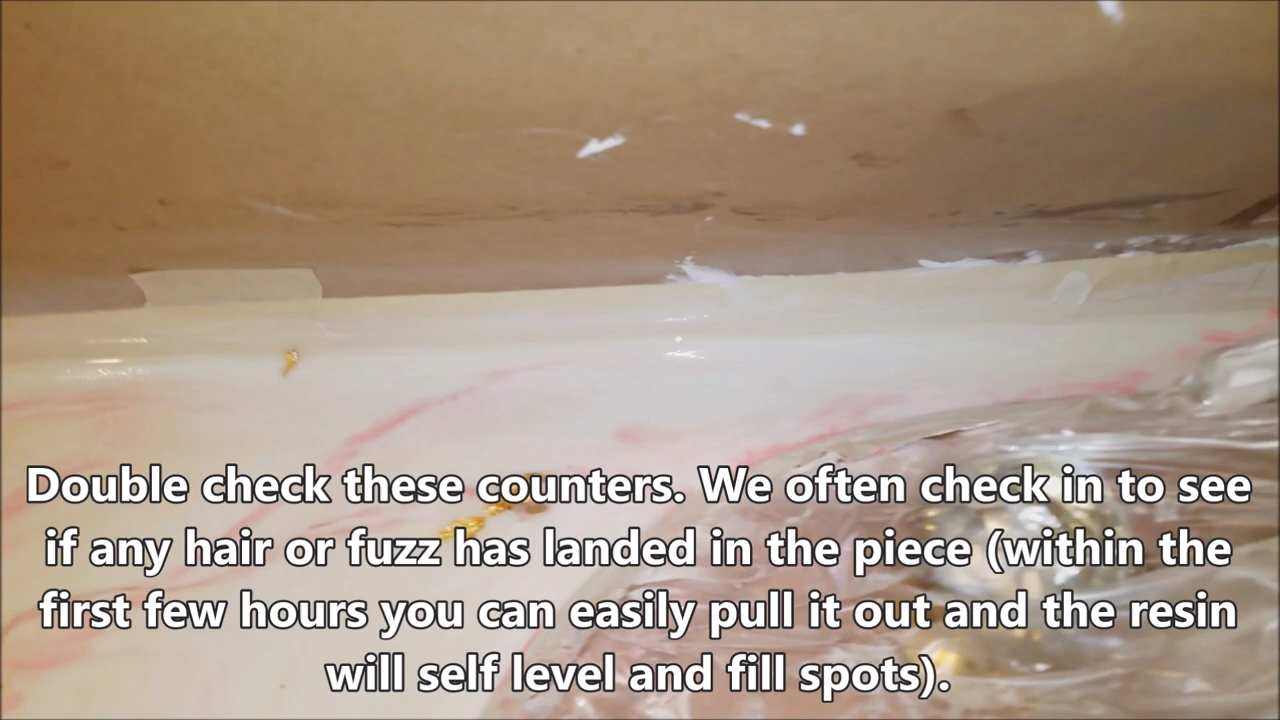 Double check these counters. We often check in to see
if any hair or fuzz has landed in the piece (within the
first few hours you can easily pull it out and the resin
will self level and fill spots).